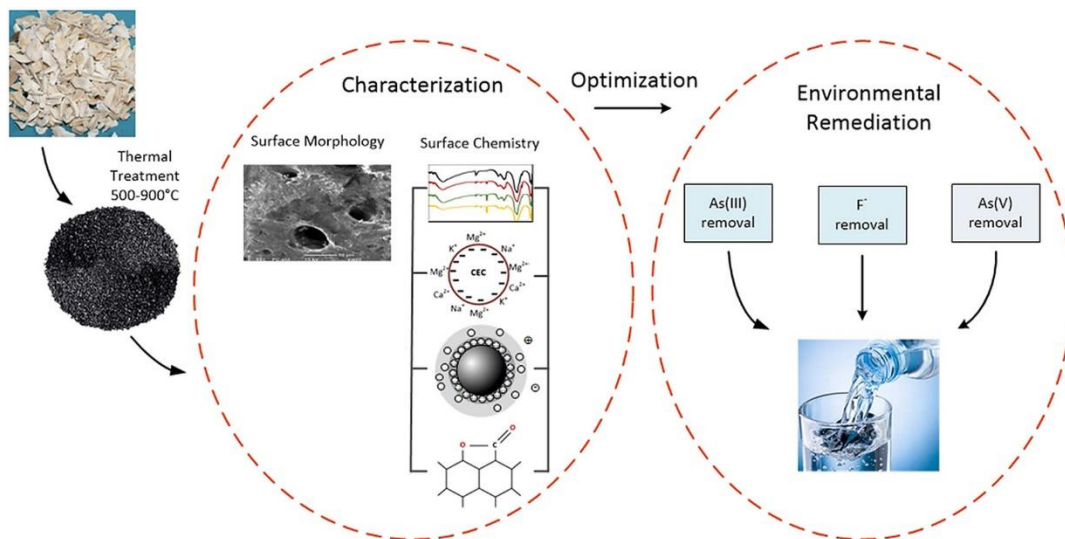 Thermal
Treatment
500-900°C
Characterization
Surface Morphology
Surface Chemistry
Mg²⁺
K⁺
Na⁺
Mg²⁺
CEC
Mg²⁺
Ca²⁺
Ca²⁺
Na⁺
K⁺
Mg²⁺
+
-
O
O
C
Optimization
Environmental
Remediation
As(III)
removal
F⁻
removal
As(V)
removal